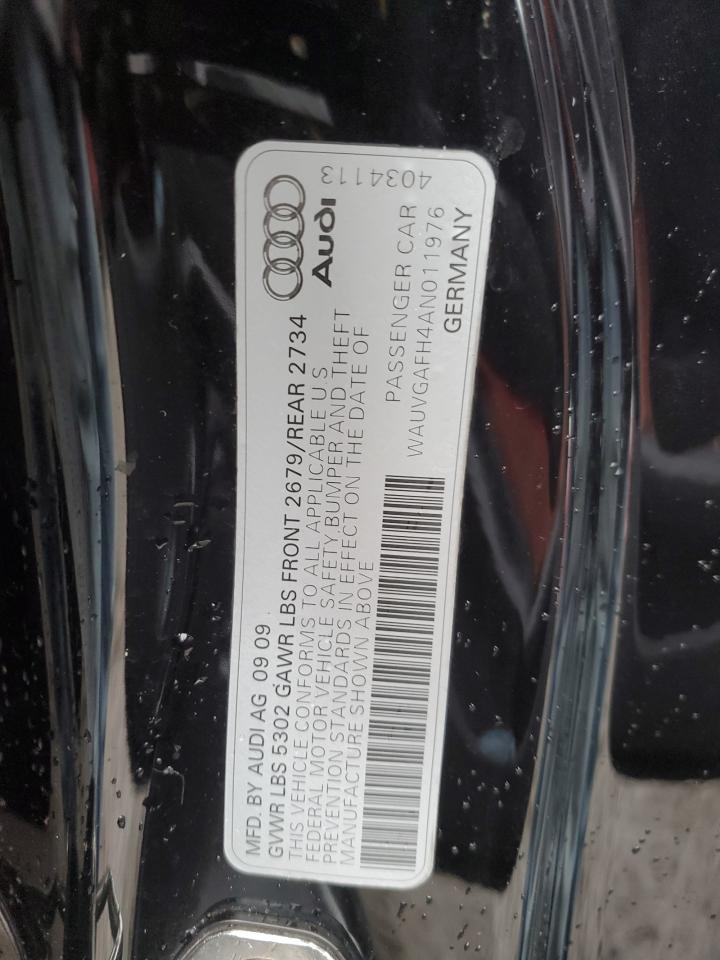 MFD. BY AUDI AG 09 09
GVWR LBS 5302 GAWR LBS FRONT 2679/REAR 2734
THIS VEHICLE CONFORMS TO ALL APPLICABLE U S
FEDERAL MOTOR VEHICLE SAFETY, BUMPER AND THEFT
PREVENTION STANDARDS IN EFFECT ON THE DATE OF
MANUFACTURE SHOWN ABOVE
Audi
4034113
PASSENGER CAR
WAUVGAFH4AN011976
GERMANY